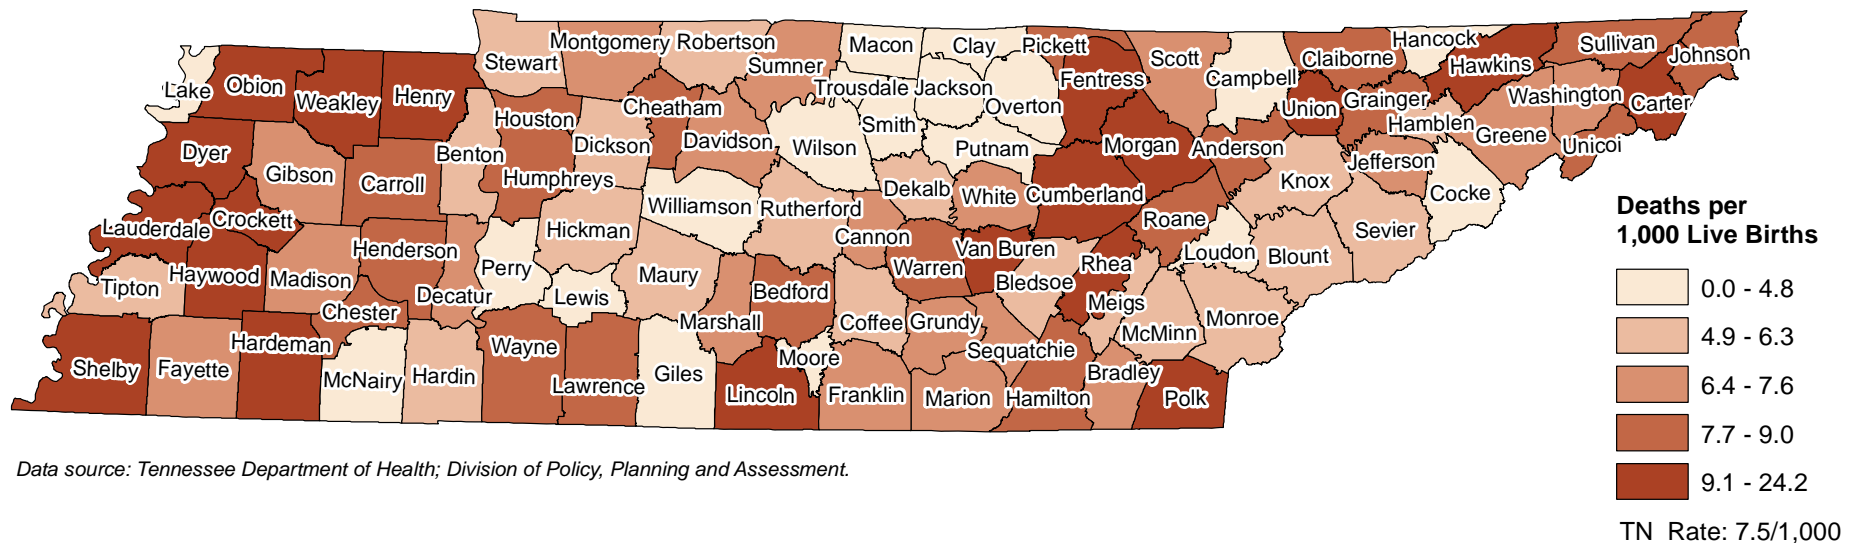 Lake
Obion
Weakley
Henry
Stewart
Montgomery
Robertson
Sumner
Macon
Clay
Pickett
Scott
Campbell
Claiborne
Hancock
Hawkins
Sullivan
Johnson
Trousdale
Jackson
Overton
Fentress
Union
Grainger
Washington
Carter
Houston
Cheatham
Hamblen
Greene
Unicoi
Dyer
Gibson
Carroll
Benton
Dickson
Davidson
Wilson
Smith
Putnam
Morgan
Anderson
Jefferson
Cocke
Humphreys
Dekalb
White
Cumberland
Knox
Lauderdale
Crockett
Williamson
Rutherford
Roane
Henderson
Hickman
Cannon
Van Buren
Loudon
Blount
Sevier
Tipton
Haywood
Madison
Decatur
Perry
Lewis
Maury
Warren
Bledsoe
Rhea
Meigs
Chester
Bedford
Marshall
Coffee
Grundy
McMinn
Monroe
Shelby
Fayette
Hardeman
McNairy
Hardin
Wayne
Lawrence
Giles
Moore
Sequatchie
Bradley
Lincoln
Franklin
Marion
Hamilton
Polk
Deaths per
1,000 Live Births
0.0 - 4.8
4.9 - 6.3
6.4 - 7.6
7.7 - 9.0
9.1 - 24.2
TN Rate: 7.5/1,000
Data source: Tennessee Department of Health; Division of Policy, Planning and Assessment.